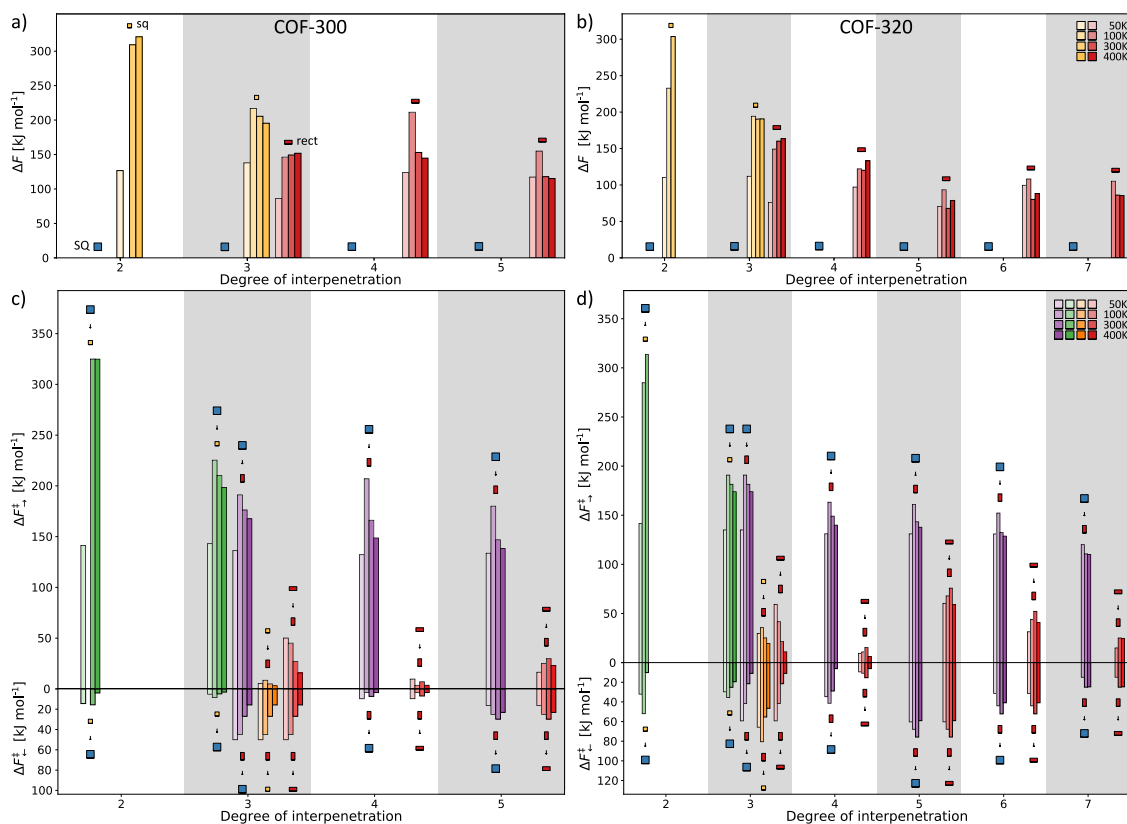 a)
COF-300
sq
rect
SQ
ΔF [kJ mol⁻¹]
300
250
200
150
100
50
0
2
3
4
5
Degree of interpenetration
b)
COF-320
50K
100K
300K
400K
ΔF [kJ mol⁻¹]
300
250
200
150
100
50
0
2
3
4
5
6
7
Degree of interpenetration
c)
ΔF‡→ [kJ mol⁻¹]
350
300
250
200
150
100
50
0
20
40
60
80
100
ΔF‡← [kJ mol⁻¹]
2
3
4
5
Degree of interpenetration
d)
50K
100K
300K
400K
ΔF‡→ [kJ mol⁻¹]
350
300
250
200
150
100
50
0
20
40
60
80
100
120
ΔF‡← [kJ mol⁻¹]
2
3
4
5
6
7
Degree of interpenetration